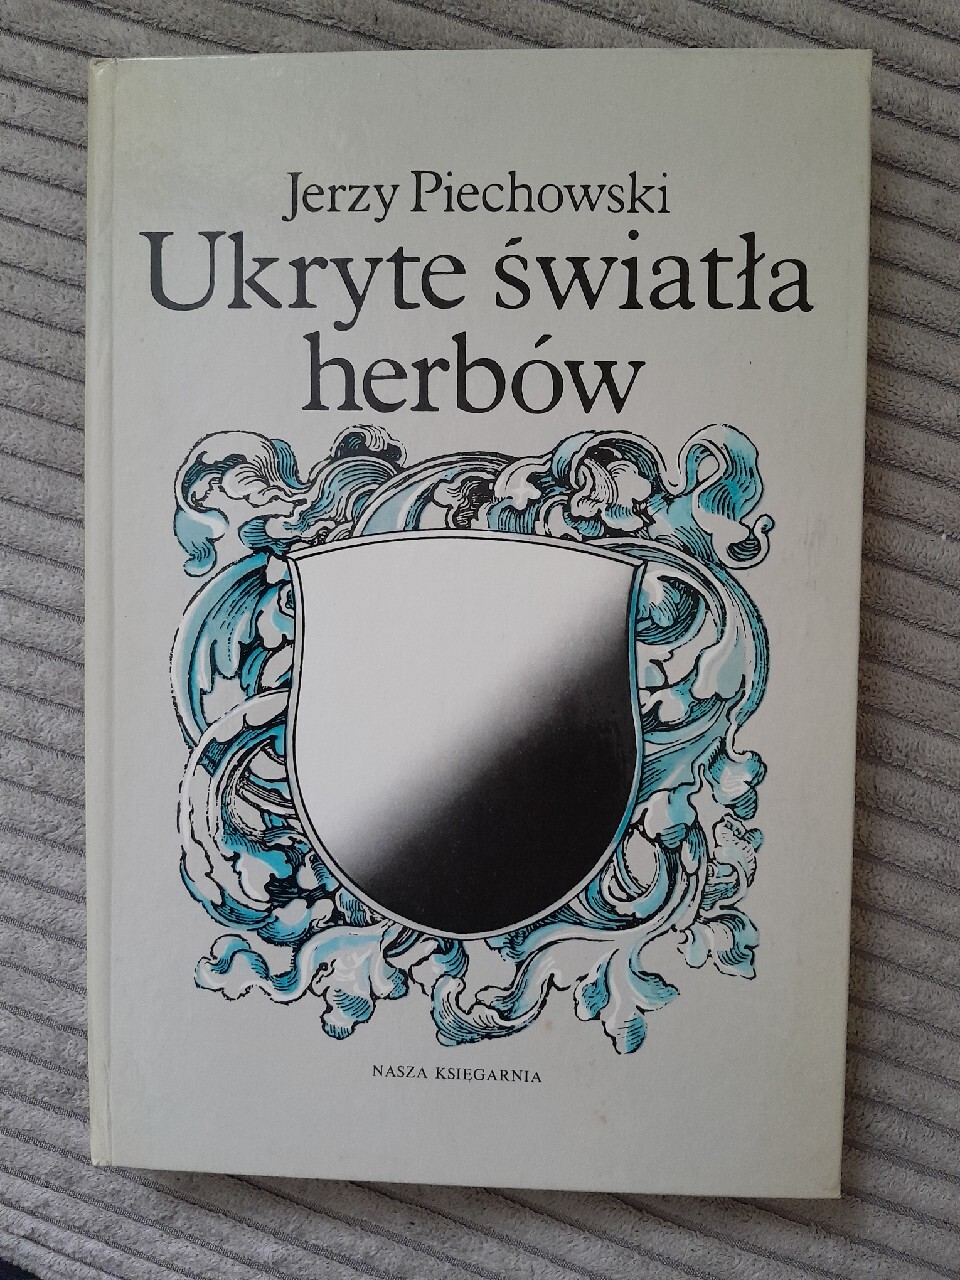 Jerzy Piechowski
Ukryte światła
herbów
NASZA KSIĘGARNIA